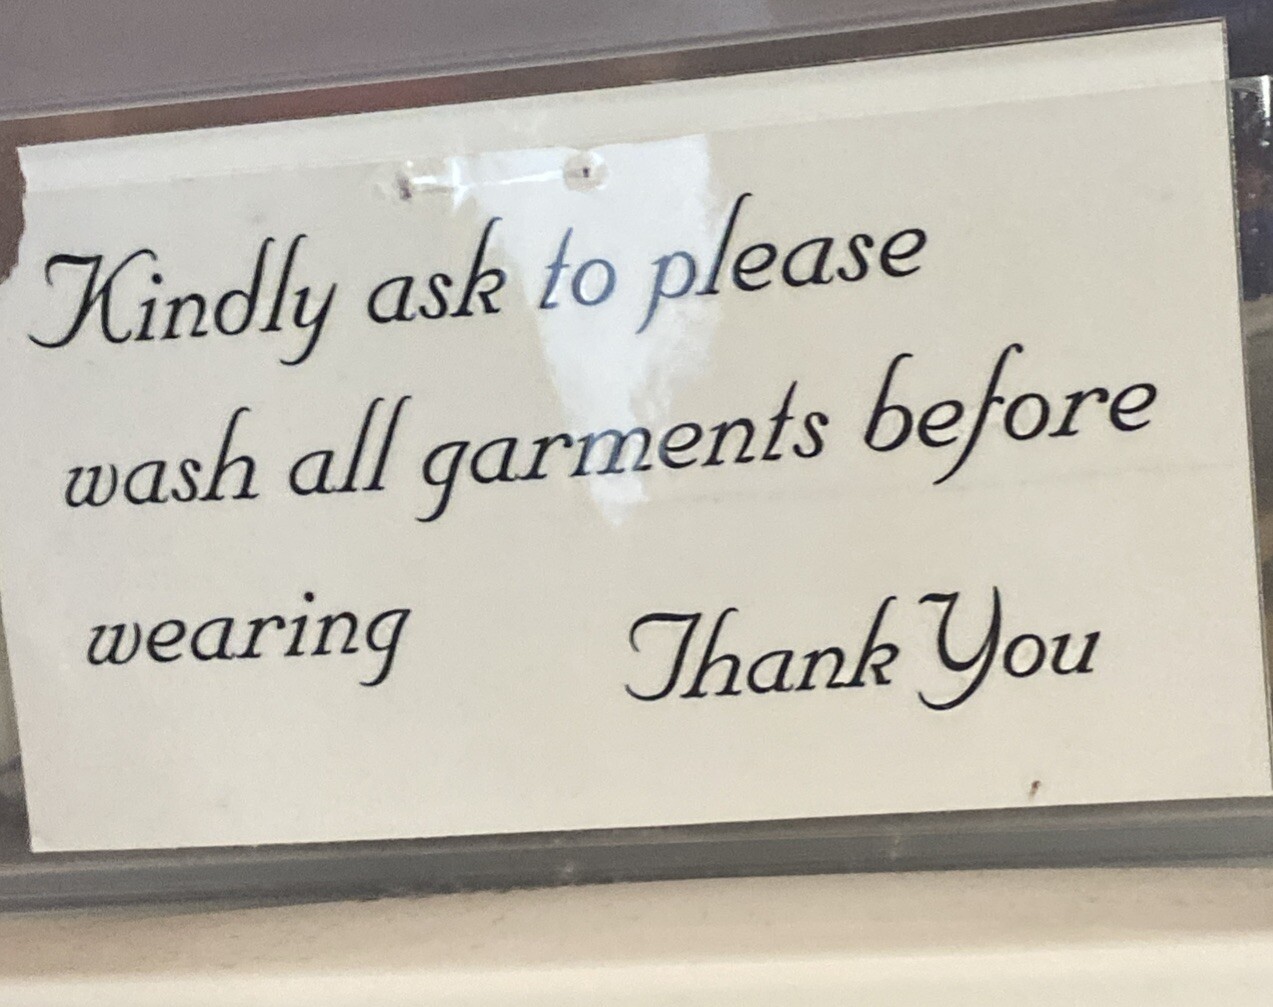 Kindly ask to please
wash all garments before
wearing Thank You